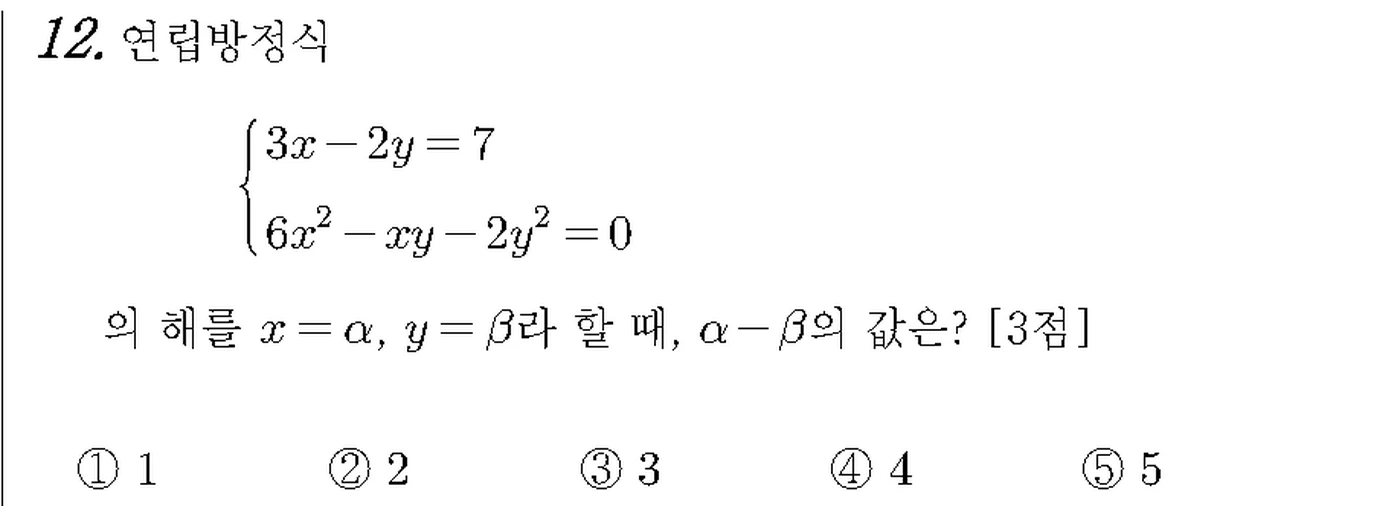 12. 연립방정식
3x − 2y = 7
6x² − xy − 2y² = 0
의 해를 x = α, y = β라 할 때, α − β의 값은? [3점]
① 1 ② 2 ③ 3 ④ 4 ⑤ 5